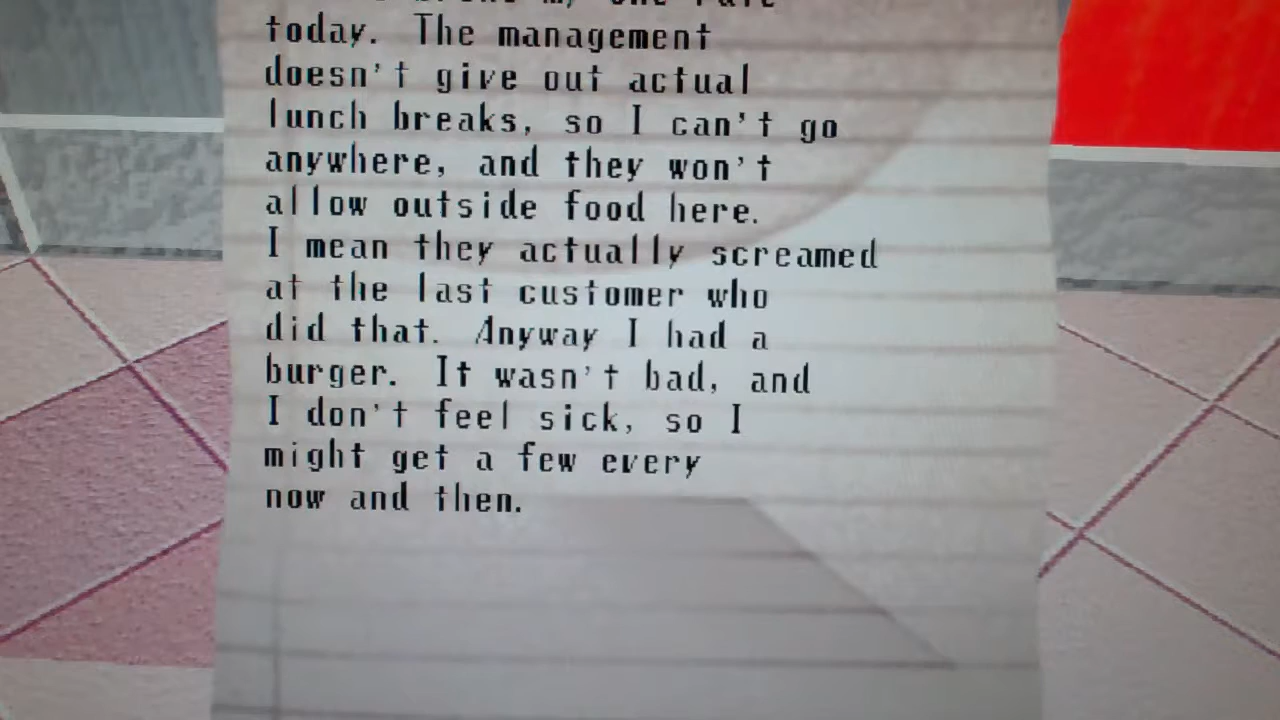 today. The management
doesn't give out actual
lunch breaks, so I can't go
anywhere, and they won't
allow outside food here.
I mean they actually screamed
at the last customer who
did that. Anyway I had a
burger. It wasn't bad, and
I don't feel sick, so I
might get a few every
now and then.